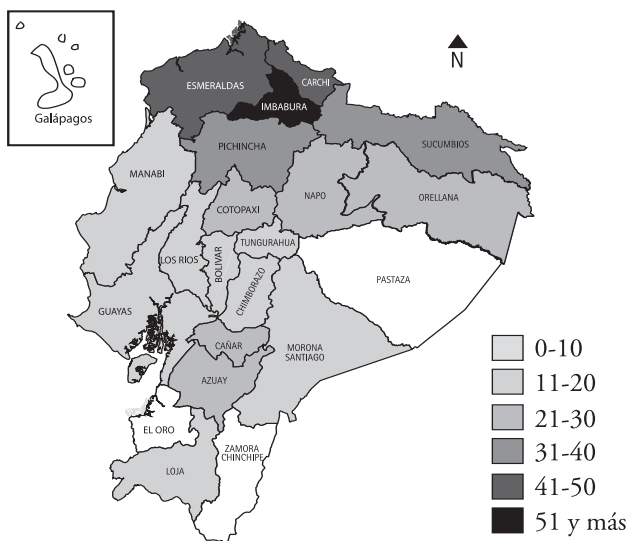 N
ESMERALDAS
CARCHI
IMBABURA
Galápagos
PICHINCHA
SUCUMBIOS
MANABI
NAPO
ORELLANA
COTOPAXI
TUNGURAHUA
LOS RÍOS
BOLIVAR
PASTAZA
CHIMBORAZO
GUAYAS
CAÑAR
MORONA
SANTIAGO
AZUAY
EL ORO
ZAMORA
CHINCHIPE
LOJA
0-10
11-20
21-30
31-40
41-50
51 y más